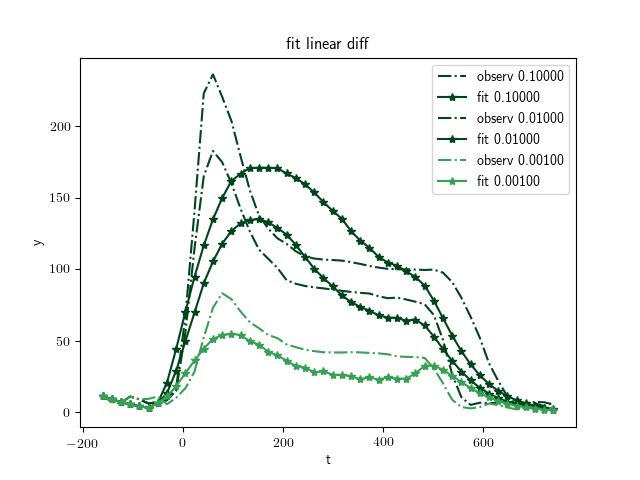 fit linear diff
observ 0.10000
fit 0.10000
observ 0.01000
fit 0.01000
observ 0.00100
fit 0.00100
y
200
150
100
50
0
−200
0
200
400
600
t